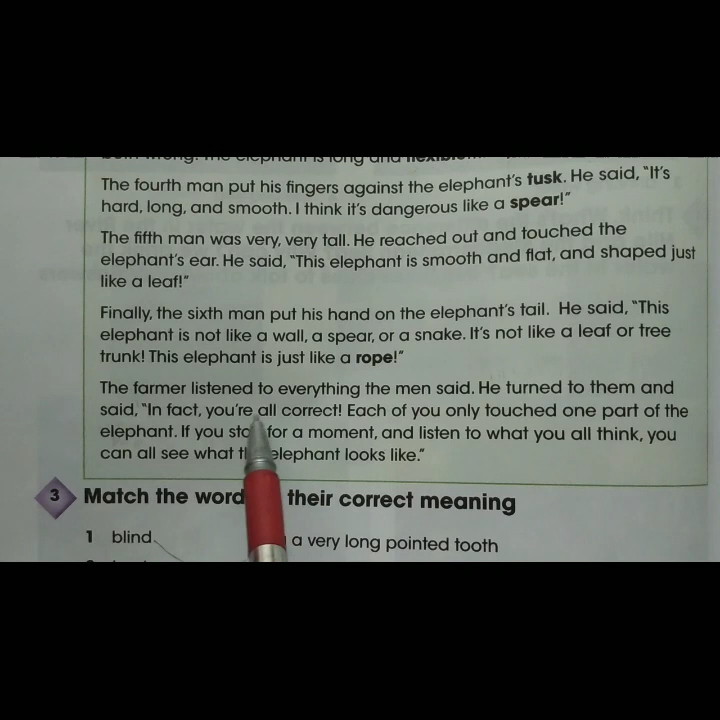 The fourth man put his fingers against the elephant's tusk. He said, "It's
hard, long, and smooth. I think it's dangerous like a spear!"
The fifth man was very, very tall. He reached out and touched the
elephant's ear. He said, "This elephant is smooth and flat, and shaped just
like a leaf!"
Finally, the sixth man put his hand on the elephant's tail. He said, "This
elephant is not like a wall, a spear, or a snake. It's not like a leaf or tree
trunk! This elephant is just like a rope!"
The farmer listened to everything the men said. He turned to them and
said, "In fact, you're all correct! Each of you only touched one part of the
elephant. If you for a moment, and listen to what you all think, you
can all see what elephant looks like."
3 Match the word their correct meaning
1 blind a very long pointed tooth